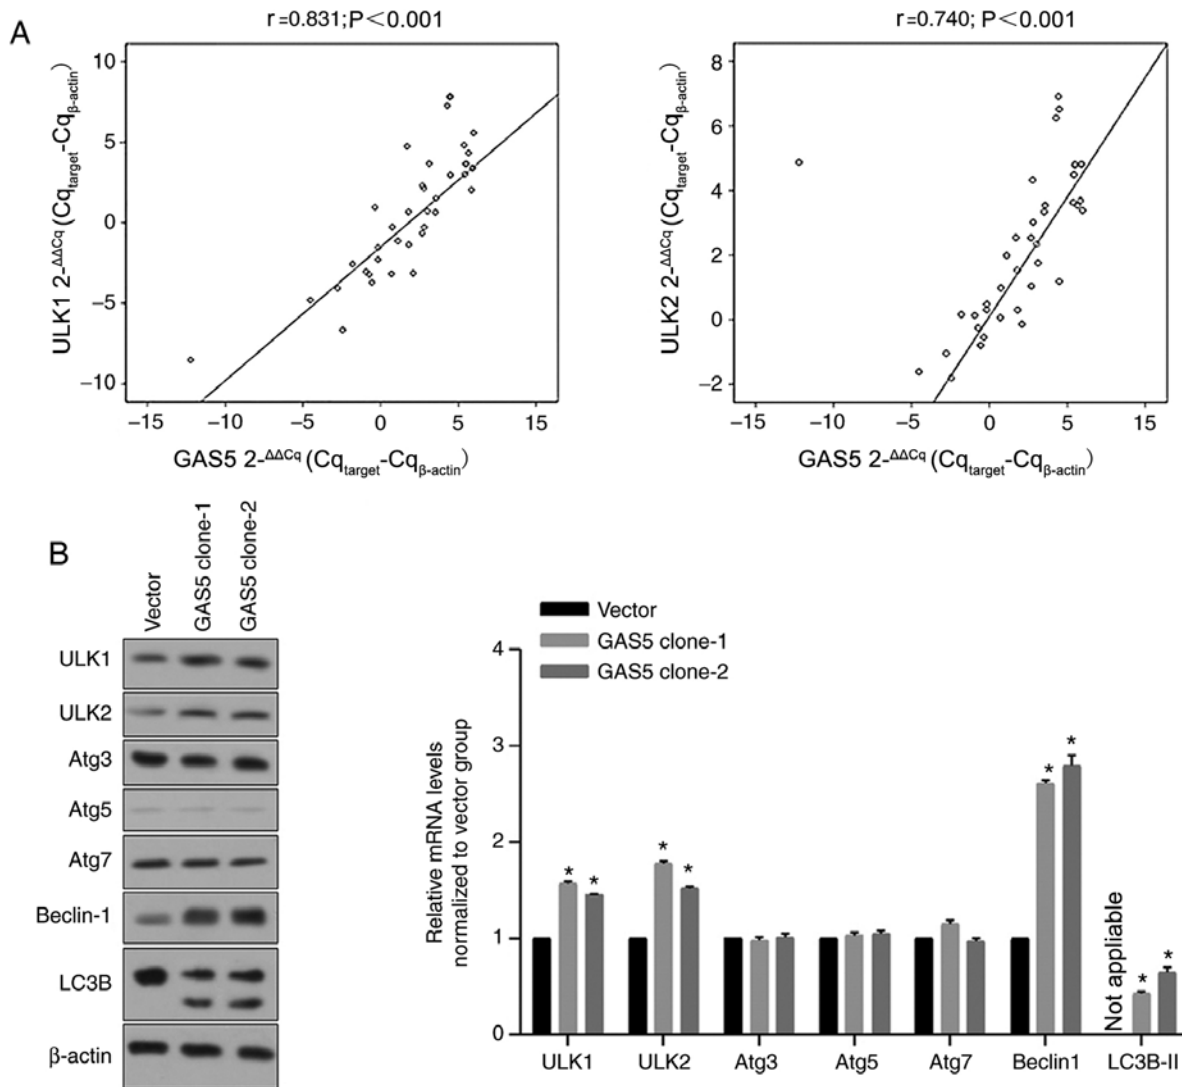 A
r=0.831;P<0.001
ULK1 2-ΔΔCq (Cqtarget-Cqβ-actin)
10
5
0
−5
−10
−15
−10
−5
0
5
15
GAS5 2-ΔΔCq (Cqtarget-Cqβ-actin)
r=0.740; P<0.001
ULK2 2-ΔΔCq (Cqtarget-Cqβ-actin)
8
6
4
2
0
−2
−15
−10
−5
0
5
15
GAS5 2-ΔΔCq (Cqtarget-Cqβ-actin)
B
Vector
GAS5 clone-1
GAS5 clone-2
ULK1
ULK2
Atg3
Atg5
Atg7
Beclin-1
LC3B
β-actin
Vector
GAS5 clone-1
GAS5 clone-2
Relative mRNA levels
normalized to vector group
4
3
2
1
0
* *
* *
* *
Not appliable
* *
ULK1
ULK2
Atg3
Atg5
Atg7
Beclin1
LC3B-II